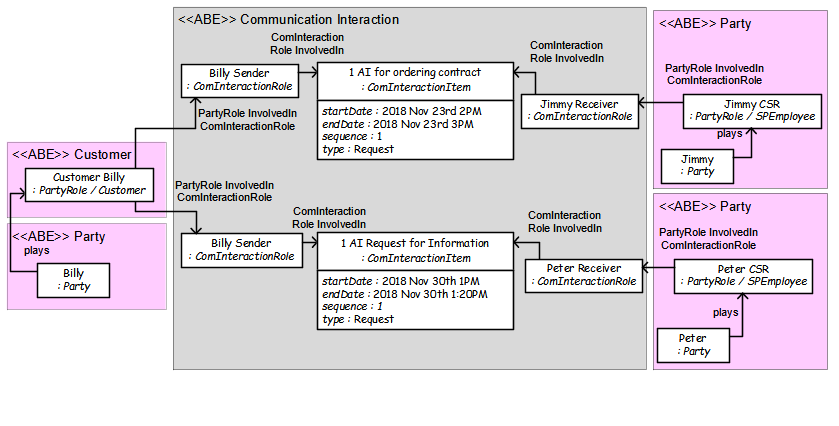 <<ABE>> Communication Interaction
ComInteraction
Role InvolvedIn
Billy Sender
: ComInteractionRole
PartyRole InvolvedIn
ComInteractionRole
1 AI for ordering contract
: ComInteractionItem
startDate : 2018 Nov 23rd 2PM
endDate : 2018 Nov 23rd 3PM
sequence : 1
type : Request
ComInteraction
Role InvolvedIn
Jimmy Receiver
: ComInteractionRole
<<ABE>> Party
PartyRole InvolvedIn
ComInteractionRole
Jimmy CSR
: PartyRole / SPEmployee
plays
Jimmy
: Party
<<ABE>> Customer
Customer Billy
: PartyRole / Customer
<<ABE>> Party
plays
Billy
: Party
PartyRole InvolvedIn
ComInteractionRole
Billy Sender
: ComInteractionRole
ComInteraction
Role InvolvedIn
1 AI Request for Information
: ComInteractionItem
startDate : 2018 Nov 30th 1PM
endDate : 2018 Nov 30th 1:20PM
sequence : 1
type : Request
ComInteraction
Role InvolvedIn
Peter Receiver
: ComInteractionRole
<<ABE>> Party
PartyRole InvolvedIn
ComInteractionRole
Peter CSR
: PartyRole / SPEmployee
plays
Peter
: Party